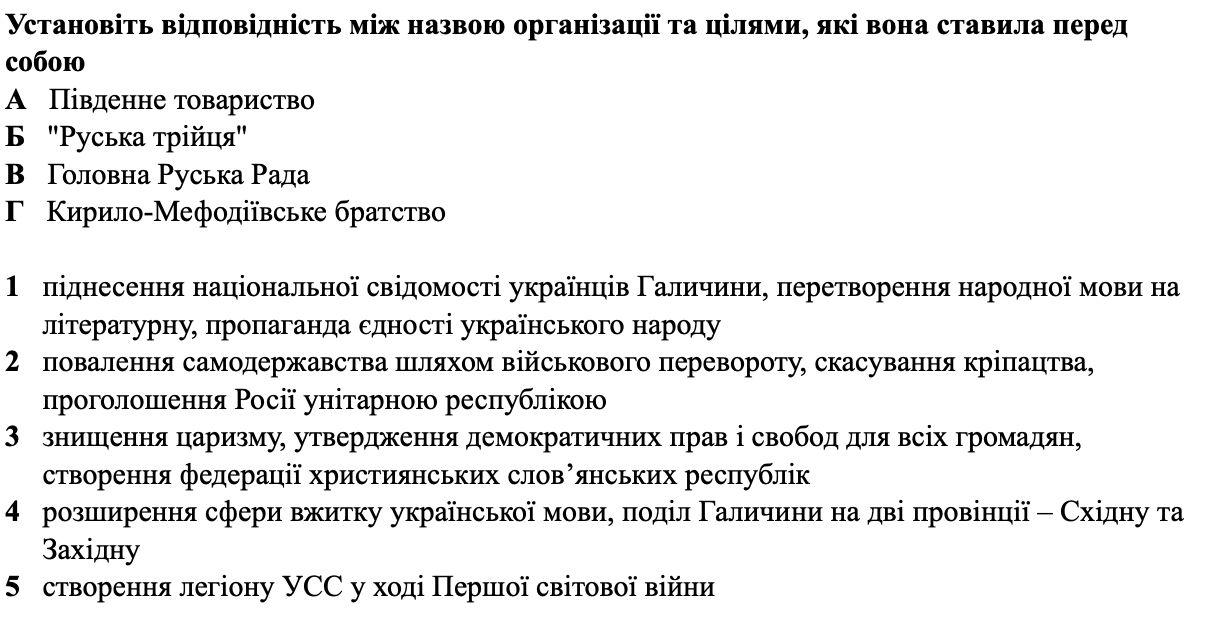 Установіть відповідність між назвою організації та цілями, які вона ставила перед
собою
А Південне товариство
Б "Руська трійця"
В Головна Руська Рада
Г Кирило-Мефодіївське братство
1 піднесення національної свідомості українців Галичини, перетворення народної мови на
літературну, пропаганда єдності українського народу
2 повалення самодержавства шляхом військового перевороту, скасування кріпацтва,
проголошення Росії унітарною республікою
3 знищення царизму, утвердження демократичних прав і свобод для всіх громадян,
створення федерації християнських слов’янських республік
4 розширення сфери вжитку української мови, поділ Галичини на дві провінції – Східну та
Західну
5 створення легіону УСС у ході Першої світової війни